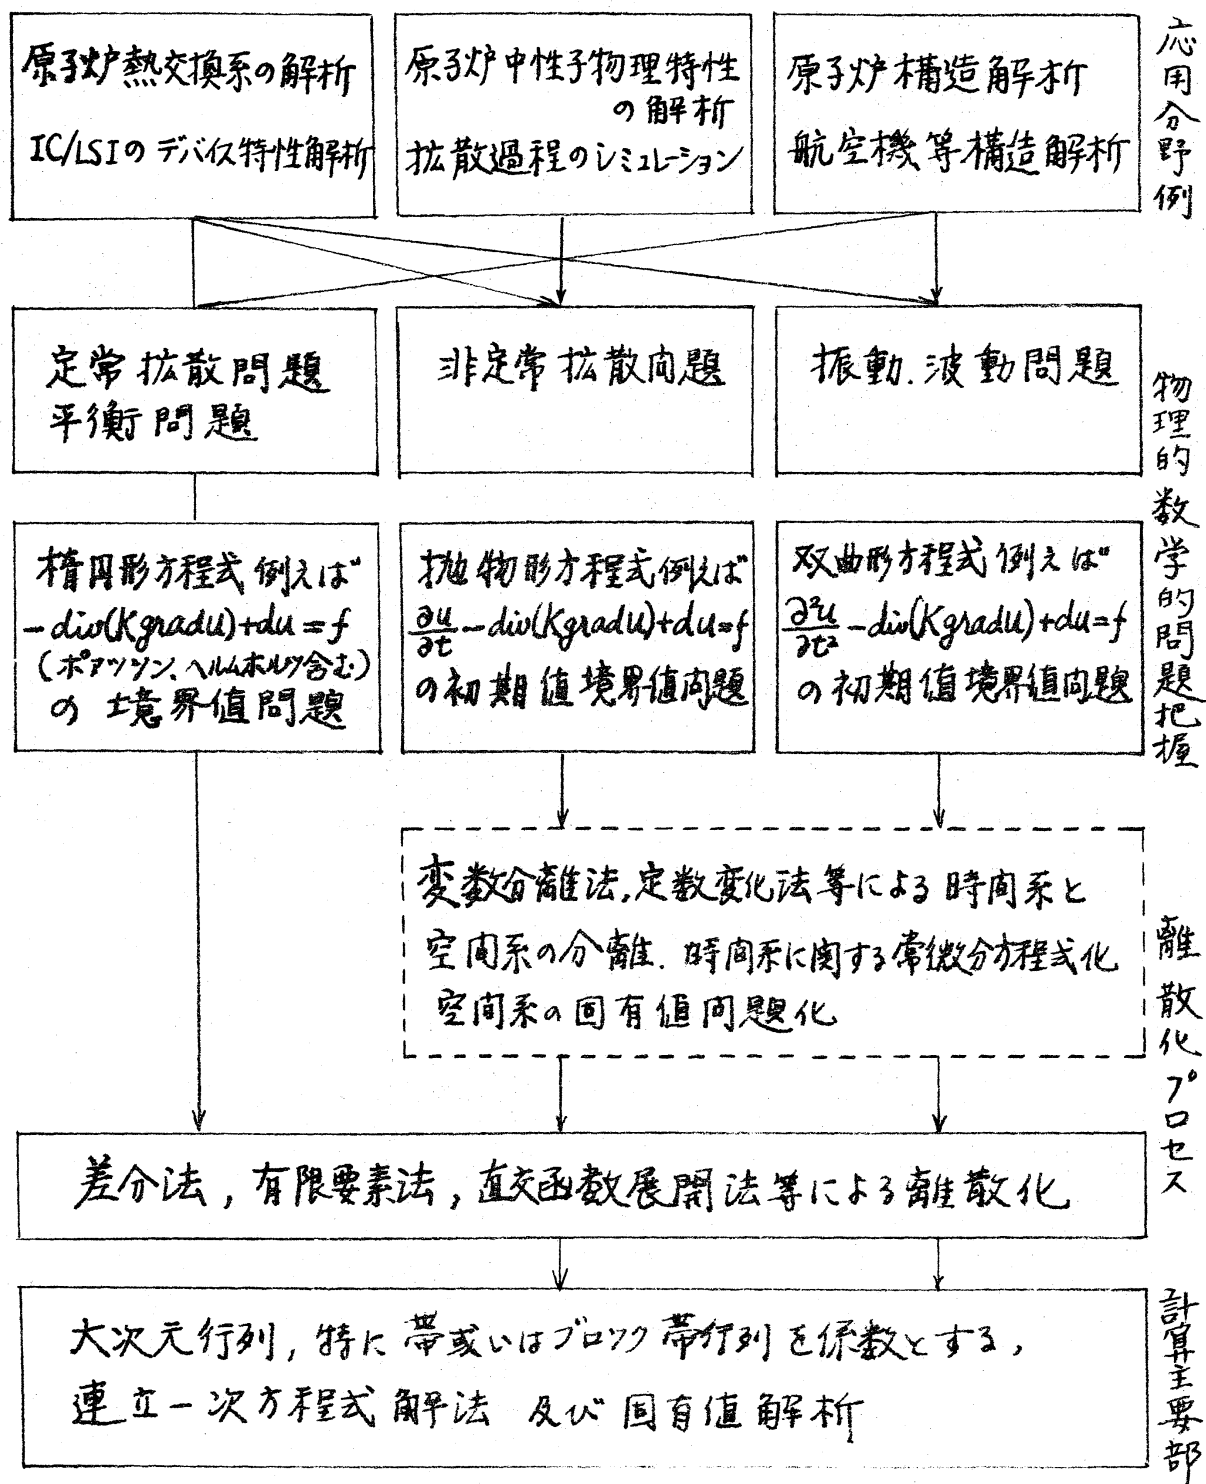 応用分野例
原子炉熱交換系の解析
IC/LSIのデバイス特性解析
原子炉中性子物理特性
の解析
拡散過程のシミュレーション
原子炉構造解析
航空機等構造解析
物理的数学的問題把握
定常拡散問題
平衡問題
非定常拡散問題
振動.波動問題
楕円形方程式例えば
-div(Kgradu)+du=f
(ポアッソン、ヘルムホルツ含む)
の境界値問題
抛物形方程式例えば
∂u/∂t-div(Kgradu)+du=f
の初期値境界値問題
双曲形方程式例えば
∂²u/∂t²-div(Kgradu)+du=f
の初期値境界値問題
離散化プロセス
変数分離法,定数変化法等による時間系と
空間系の分離.時間系に関する常微分方程式化
空間系の固有値問題化
差分法,有限要素法,直交函数展開法等による離散化
計算主要部
大次元行列,特に帯或いはブロック帯行列を係数とする,
連立一次方程式解法 及び 固有値解析